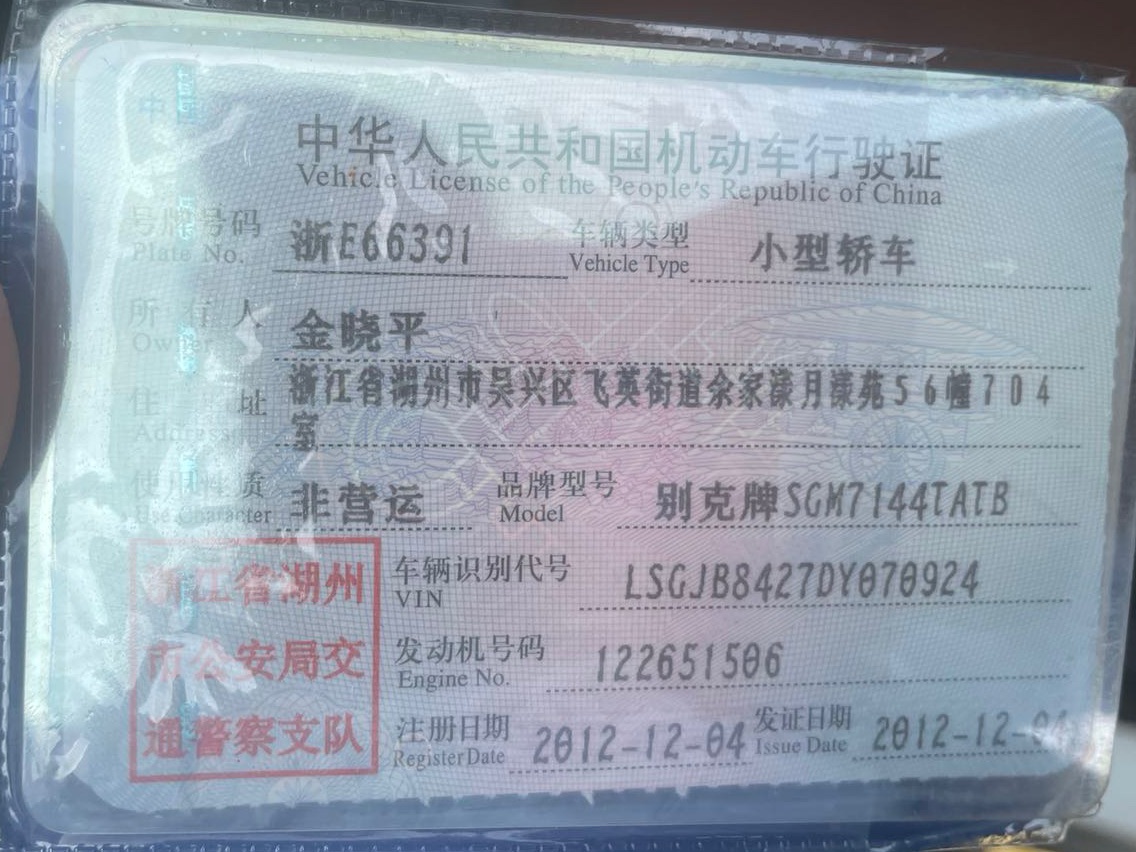 中华人民共和国机动车行驶证
Vehicle License of the People's Republic of China
号牌号码 浙E66391 车辆类型 小型轿车
Plate No. Vehicle Type
所有人 金晓平
Owner
住址 浙江省湖州市吴兴区飞英街道余家漾月漾苑56幢704
Address 室
使用性质 非营运 品牌型号 别克牌SGM7144TATB
Use Character Model
浙江省湖州 车辆识别代号 LSGJB8427DY070924
VIN
市公安局交 发动机号码 122651506
Engine No.
通警察支队 注册日期 2012-12-04 发证日期 2012-12-04
Register Date Issue Date